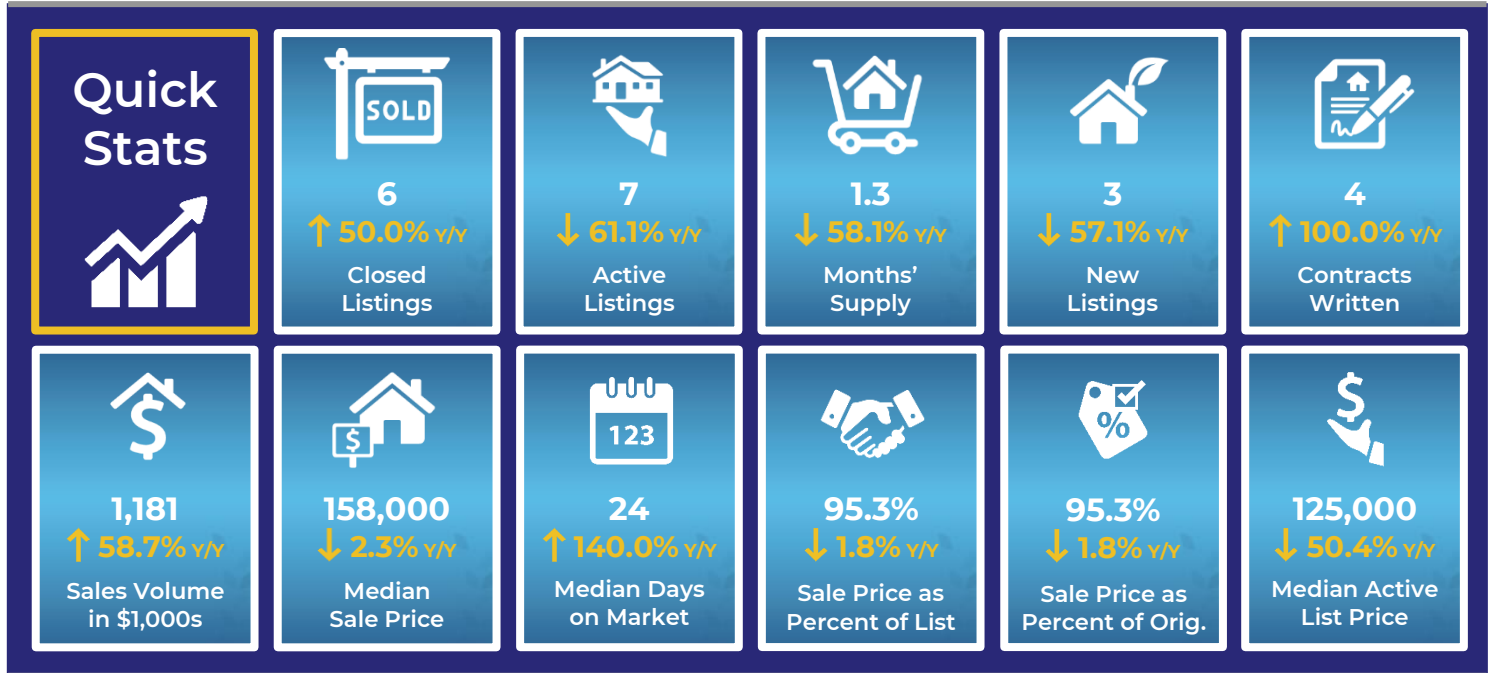 Quick
Stats
SOLD
6
↑ 50.0% Y/Y
Closed
Listings
7
↓ 61.1% Y/Y
Active
Listings
1.3
↓ 58.1% Y/Y
Months’
Supply
3
↓ 57.1% Y/Y
New
Listings
4
↑ 100.0% Y/Y
Contracts
Written
$
1,181
↑ 58.7% Y/Y
Sales Volume
in $1,000s
$
158,000
↓ 2.3% Y/Y
Median
Sale Price
123
24
↑ 140.0% Y/Y
Median Days
on Market
95.3%
↓ 1.8% Y/Y
Sale Price as
Percent of List
%
95.3%
↓ 1.8% Y/Y
Sale Price as
Percent of Orig.
$
125,000
↓ 50.4% Y/Y
Median Active
List Price